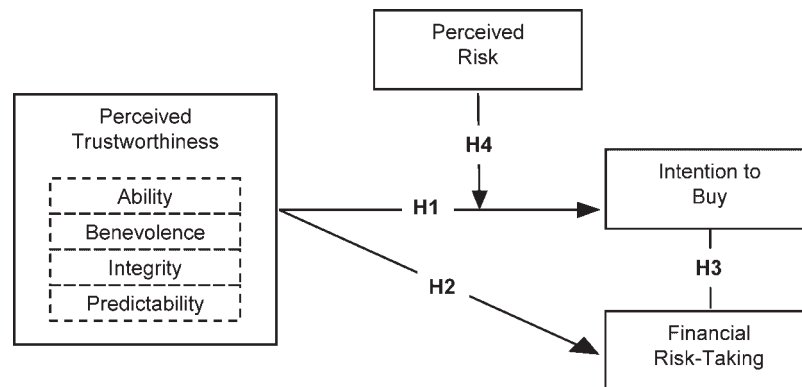 Perceived
Risk
Perceived
Trustworthiness
H4
Ability
Benevolence
Integrity
Predictability
H1
Intention to
Buy
H2
H3
Financial
Risk-Taking